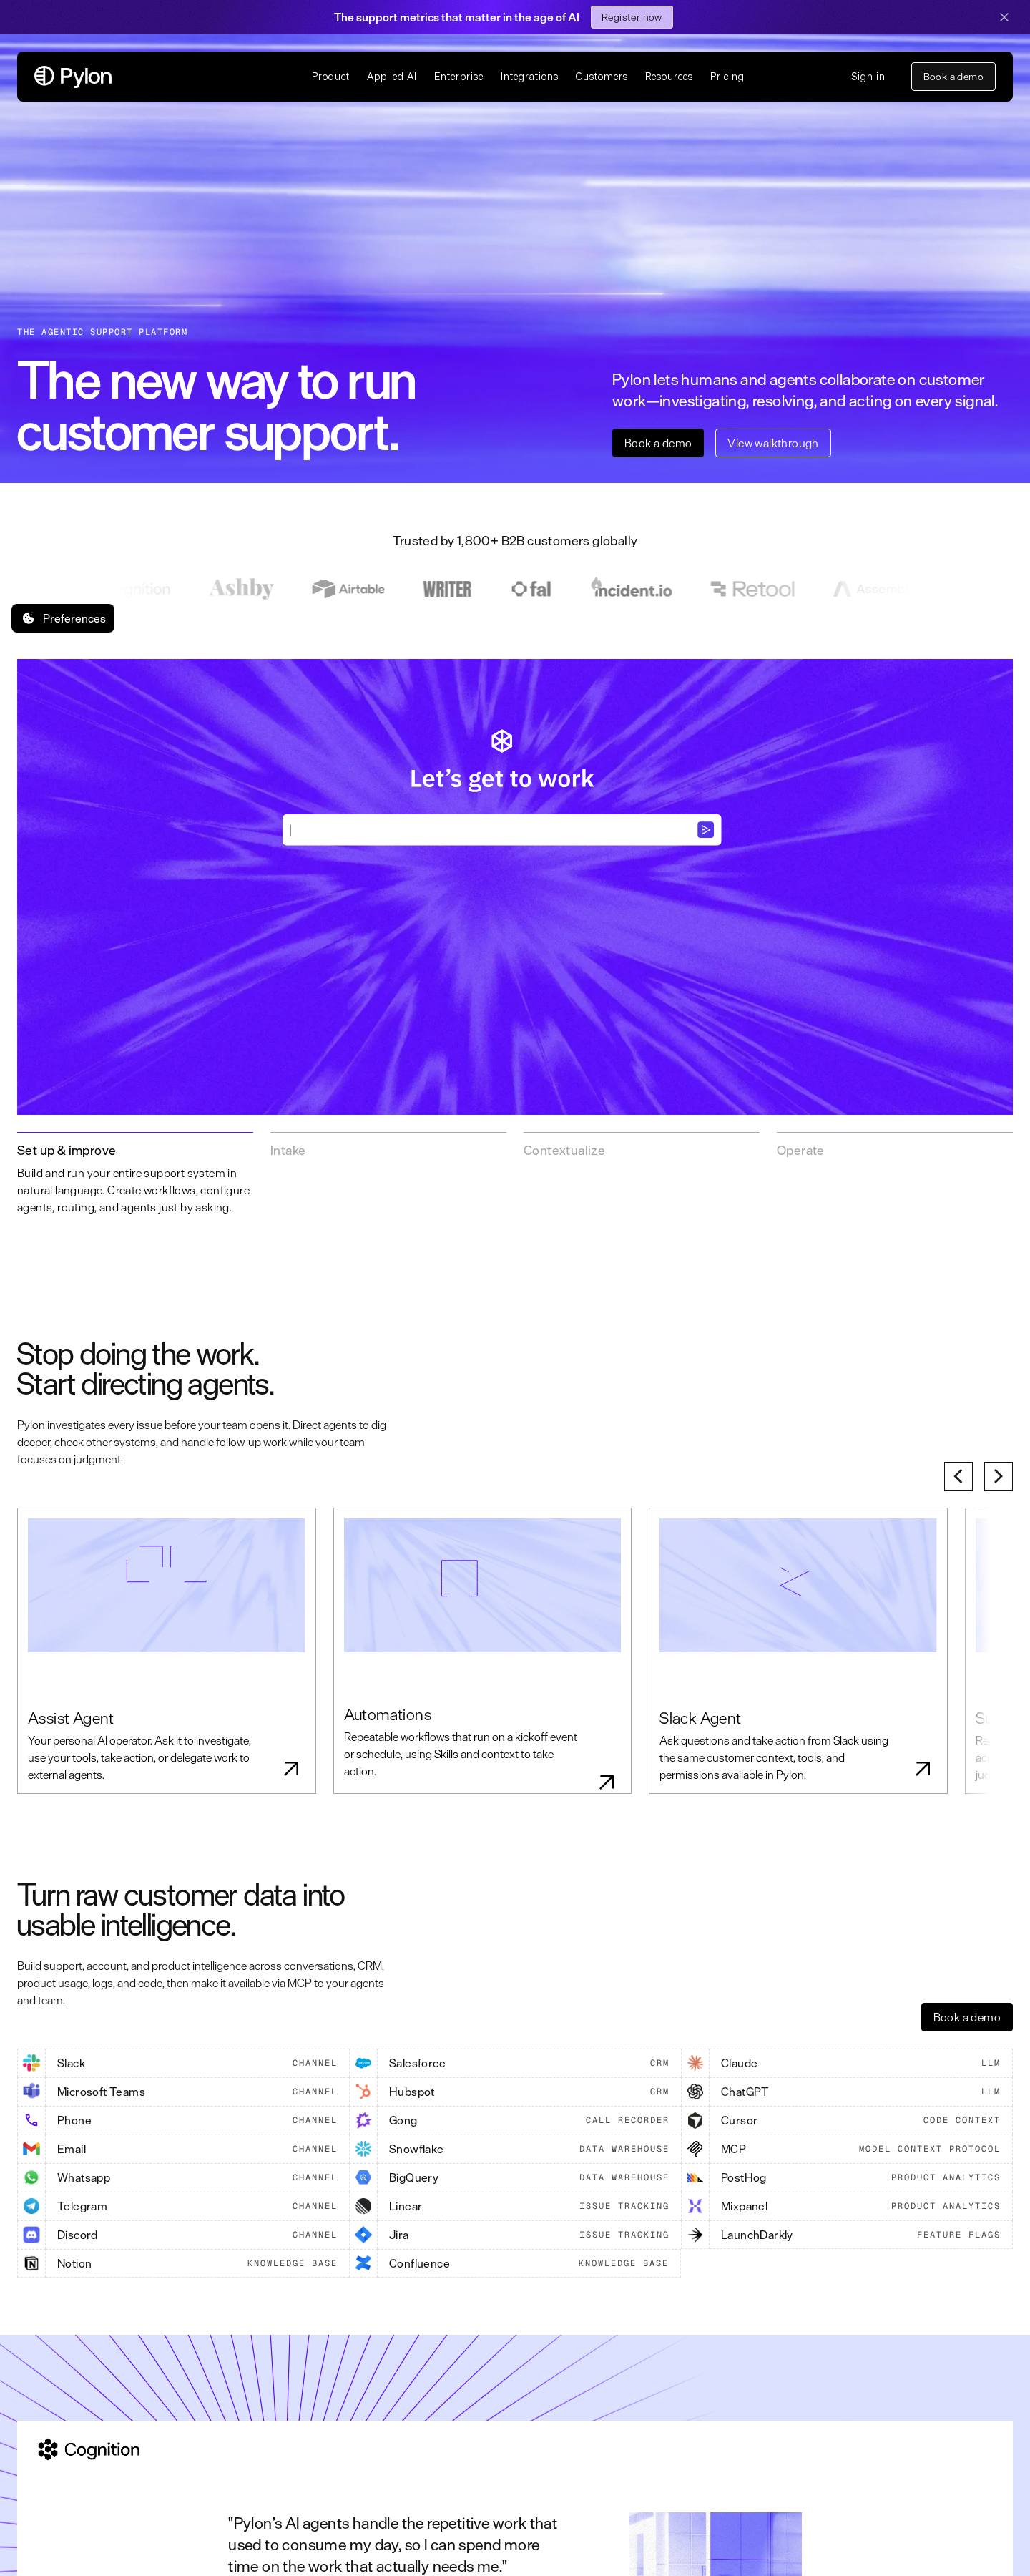 The support metrics that matter in the age of AI
Register now
Pylon
Product
Applied AI
Enterprise
Integrations
Customers
Resources
Pricing
Sign in
Book a demo
THE AGENTIC SUPPORT PLATFORM
The new way to run
customer support.
Pylon lets humans and agents collaborate on customer
work—investigating, resolving, and acting on every signal.
Book a demo
View walkthrough
Trusted by 1,800+ B2B customers globally
Ashby
Airtable
WRITER
fal
incident.io
Retool
Preferences
Let's get to work
Set up & improve
Build and run your entire support system in
natural language. Create workflows, configure
agents, routing, and agents just by asking.
Intake
Contextualize
Operate
Stop doing the work.
Start directing agents.
Pylon investigates every issue before your team opens it. Direct agents to dig
deeper, check other systems, and handle follow-up work while your team
focuses on judgment.
Assist Agent
Your personal AI operator. Ask it to investigate,
use your tools, take action, or delegate work to
external agents.
Automations
Repeatable workflows that run on a kickoff event
or schedule, using Skills and context to take
action.
Slack Agent
Ask questions and take action from Slack using
the same customer context, tools, and
permissions available in Pylon.
Turn raw customer data into
usable intelligence.
Build support, account, and product intelligence across conversations, CRM,
product usage, logs, and code, then make it available via MCP to your agents
and team.
Book a demo
Slack CHANNEL
Microsoft Teams CHANNEL
Phone CHANNEL
Email CHANNEL
Whatsapp CHANNEL
Telegram CHANNEL
Discord CHANNEL
Notion KNOWLEDGE BASE
Salesforce CRM
Hubspot CRM
Gong CALL RECORDER
Snowflake DATA WAREHOUSE
BigQuery DATA WAREHOUSE
Linear ISSUE TRACKING
Jira ISSUE TRACKING
Confluence KNOWLEDGE BASE
Claude LLM
ChatGPT LLM
Cursor CODE CONTEXT
MCP MODEL CONTEXT PROTOCOL
PostHog PRODUCT ANALYTICS
Mixpanel PRODUCT ANALYTICS
LaunchDarkly FEATURE FLAGS
Cognition
"Pylon's AI agents handle the repetitive work that
used to consume my day, so I can spend more
time on the work that actually needs me."